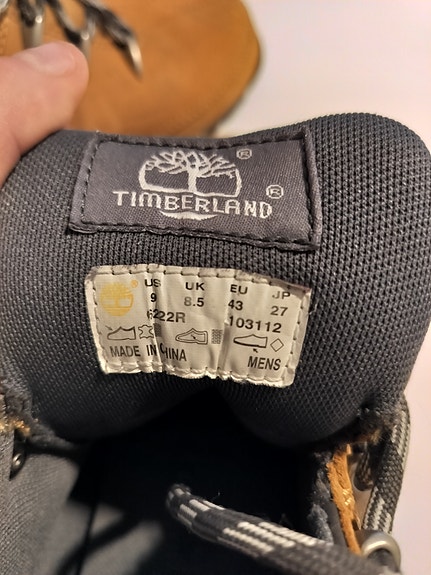 ®
TIMBERLAND®
US UK EU JP
9 8.5 43 27
6222R 103112
MADE IN CHINA MENS